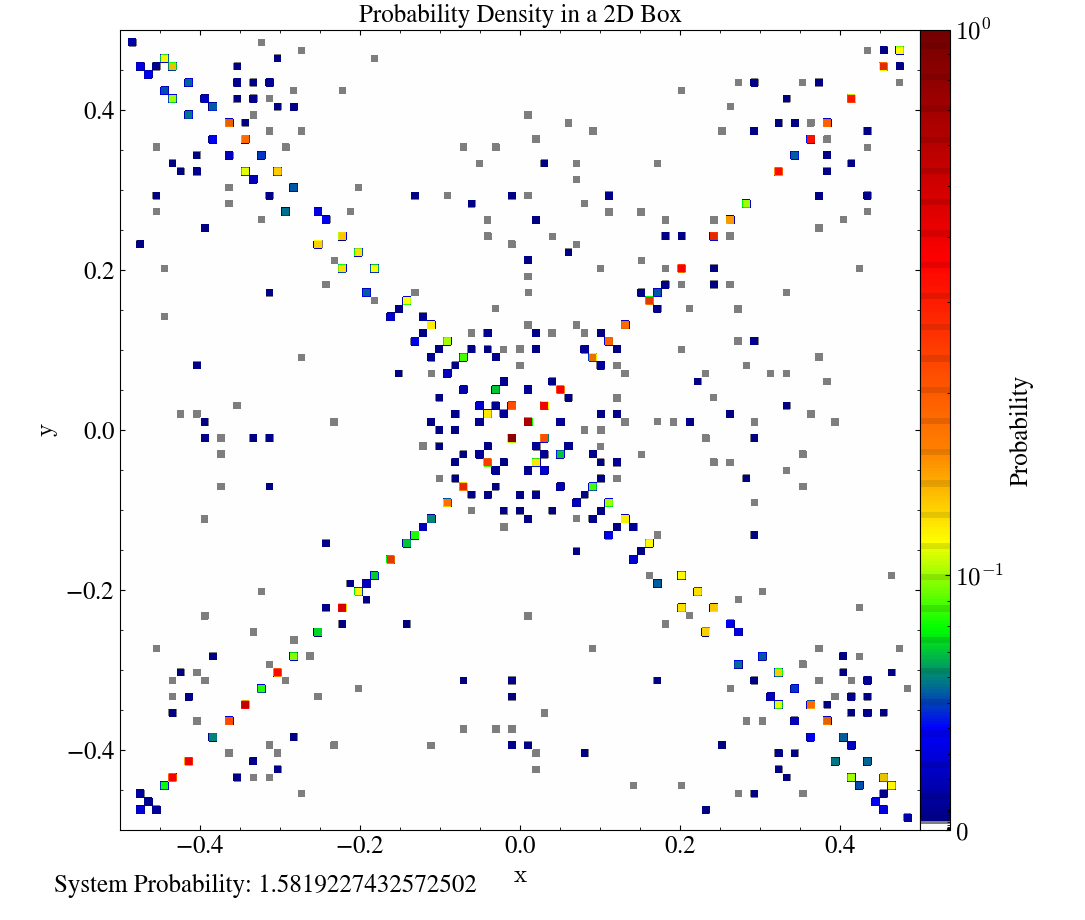 Probability Density in a 2D Box
10^0
0.4
0.2
0.0
−0.2
−0.4
y
Probability
10^−1
0
−0.4 −0.2 0.0 0.2 0.4
x
System Probability: 1.5819227432572502